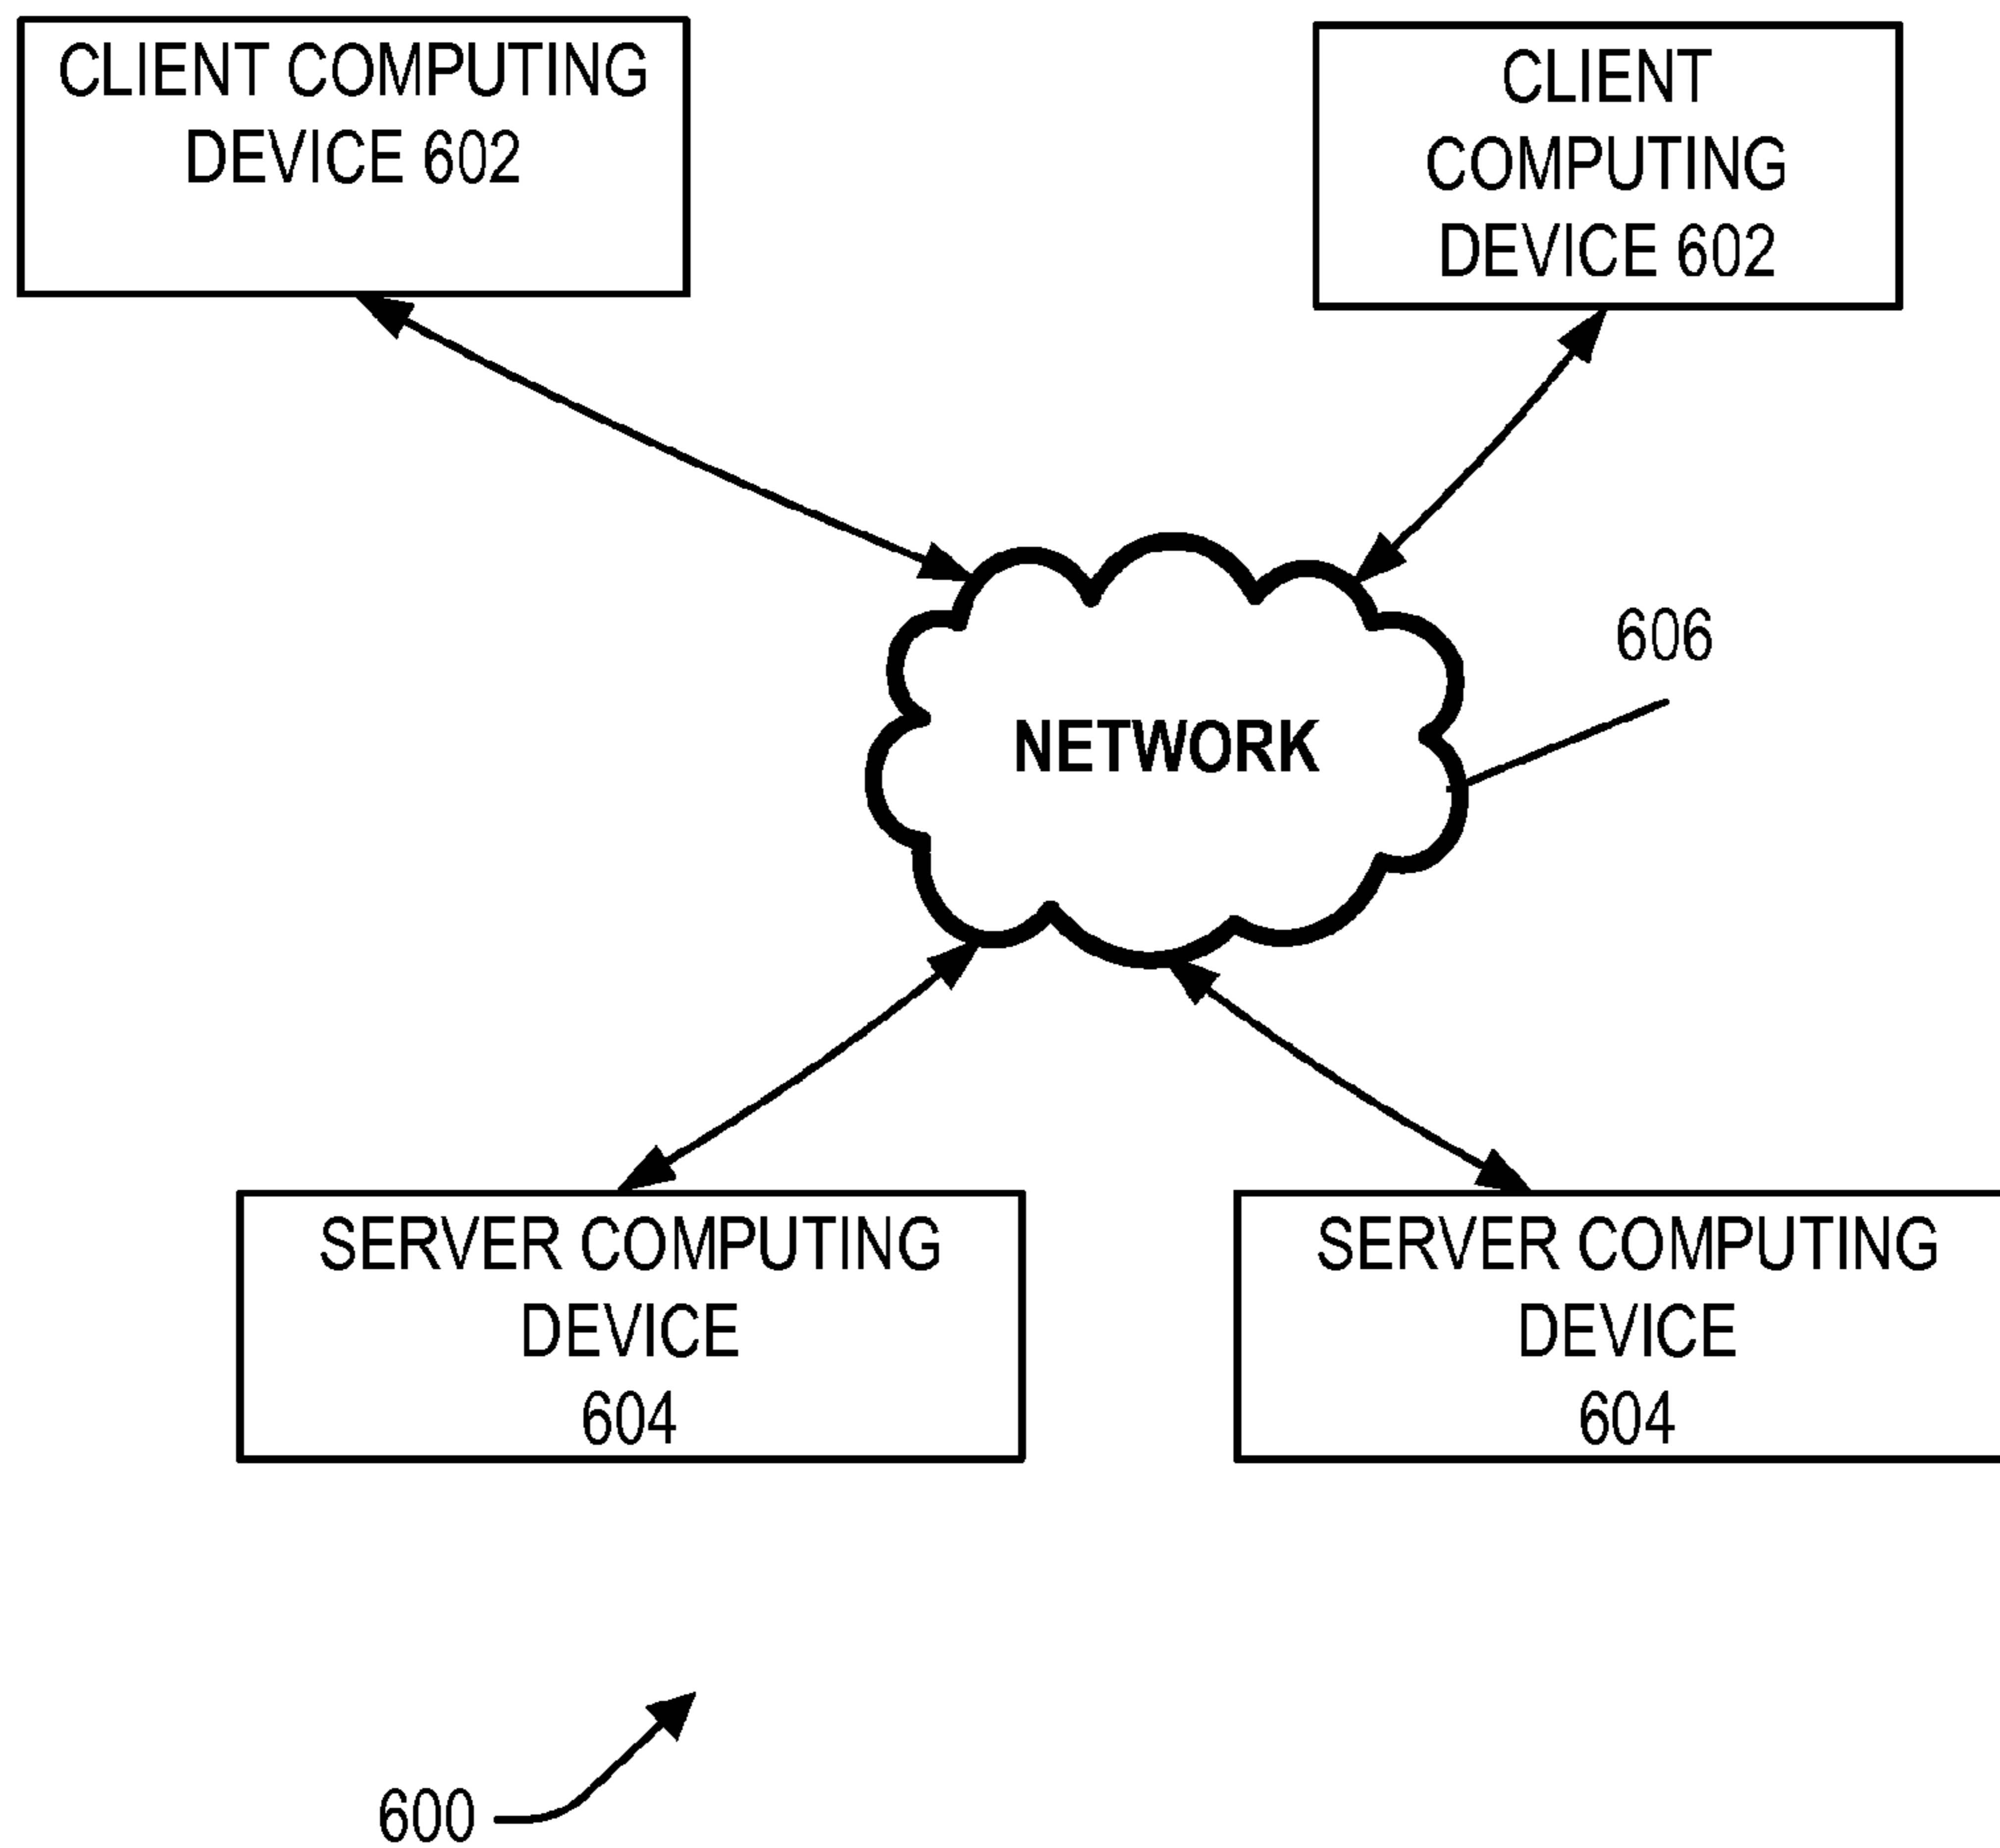 CLIENT COMPUTING
DEVICE 602
CLIENT
COMPUTING
DEVICE 602
606
NETWORK
SERVER COMPUTING
DEVICE
604
SERVER COMPUTING
DEVICE
604
600